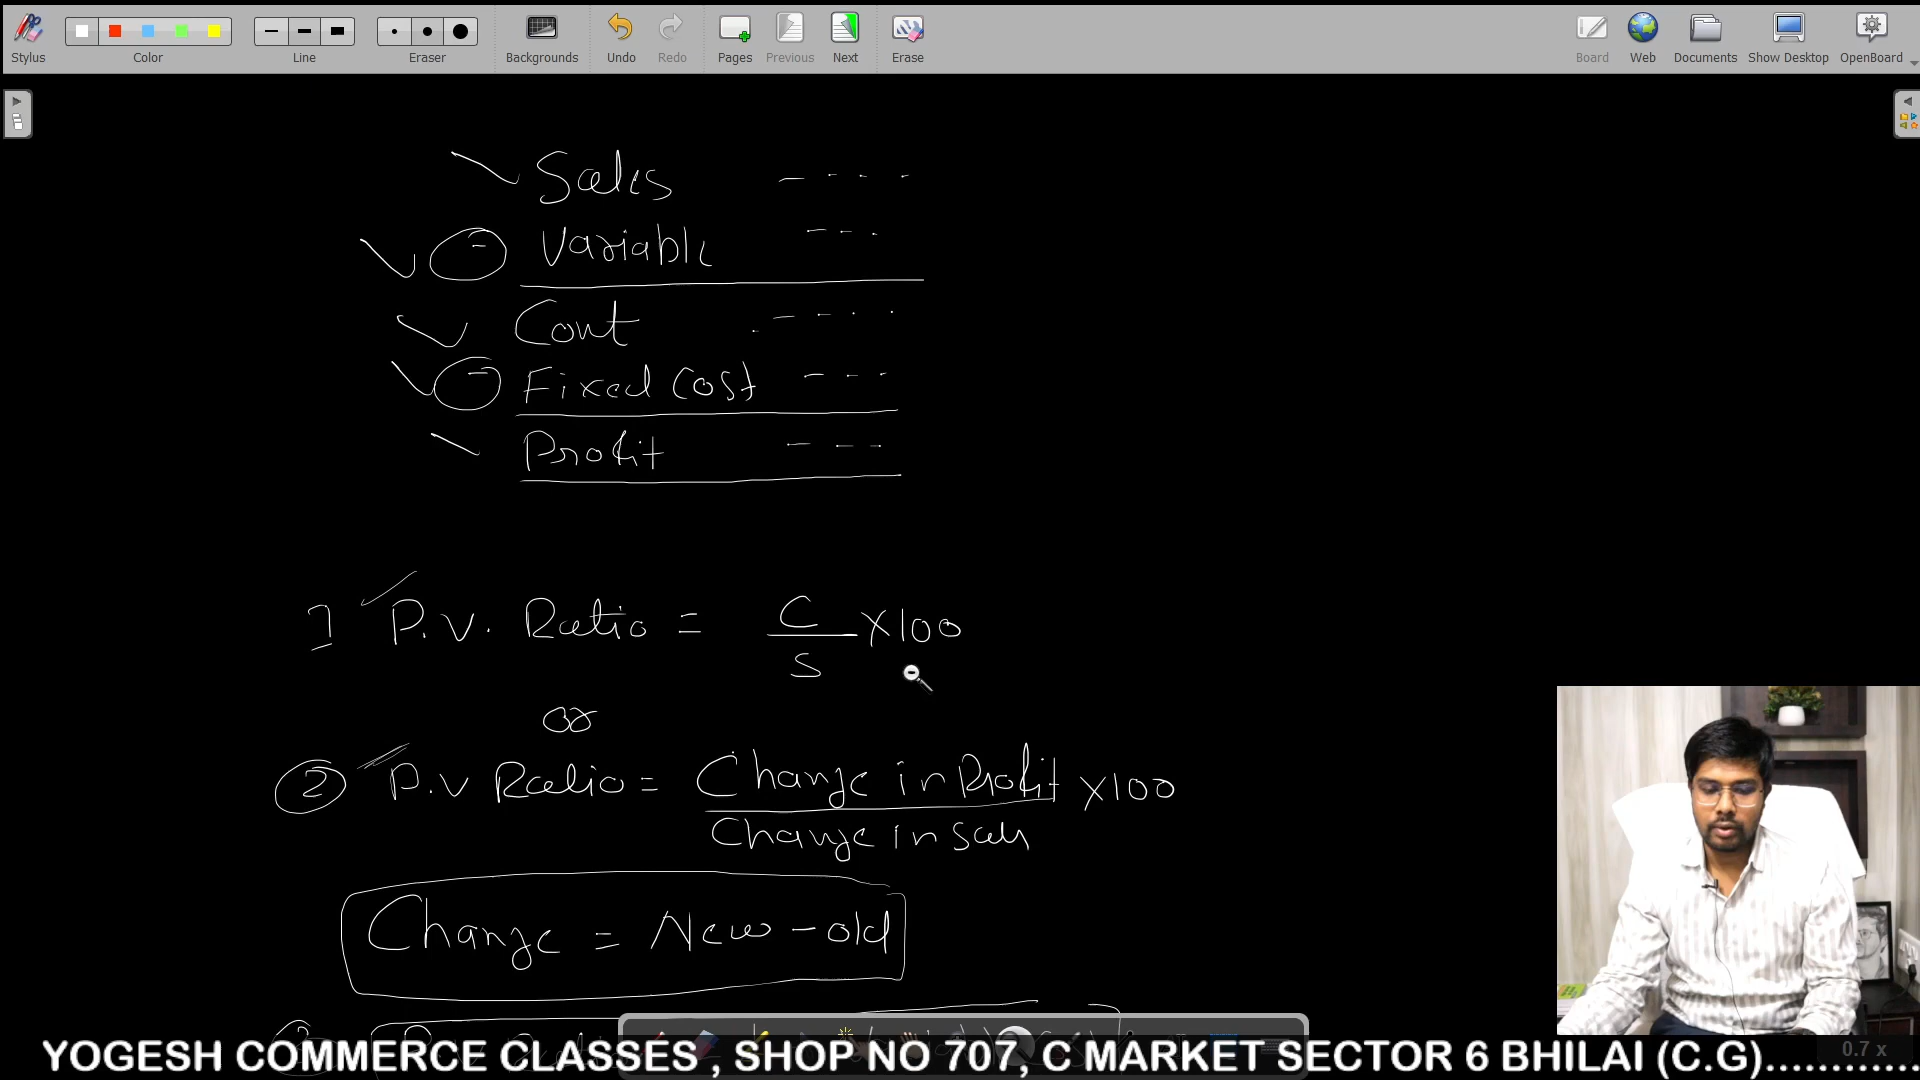 Stylus Color Line Eraser Backgrounds Undo Redo Pages Previous Next Erase Board Web Documents Show Desktop OpenBoard
Sales - - - -
- Variable - - -
Cont - - - -
- Fixed Cost - - -
Profit - - -
1 P.V. Ratio = C/S X100
or
② P.V Ratio = Change in Profit X100
Change in Sales
Change = New - old
YOGESH COMMERCE CLASSES , SHOP NO 707, C MARKET SECTOR 6 BHILAI (C.G)............
0.7 x